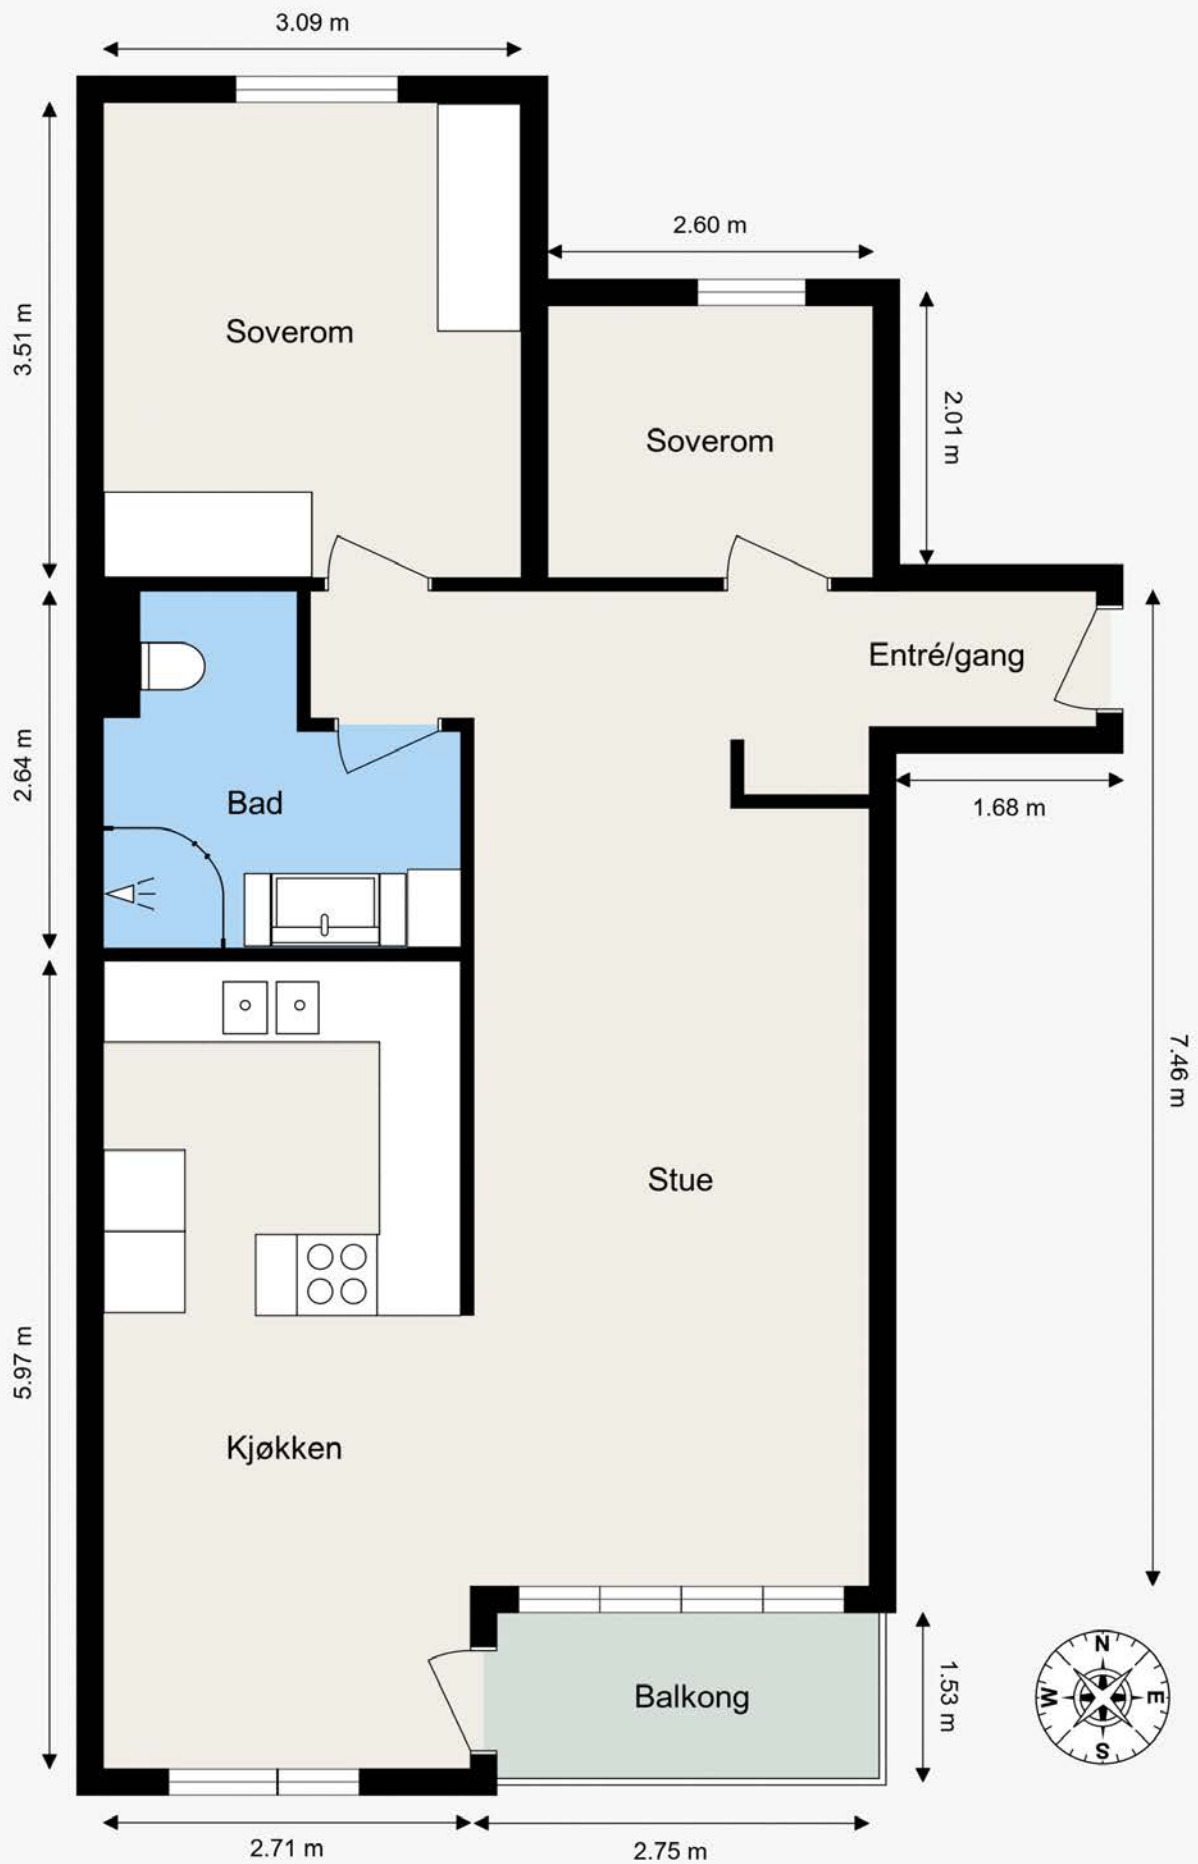 3.09 m
2.60 m
3.51 m
Soverom
2.01 m
Soverom
Entré/gang
2.64 m
Bad
1.68 m
7.46 m
Stue
5.97 m
Kjøkken
Balkong
1.53 m
N
W
E
S
2.71 m
2.75 m